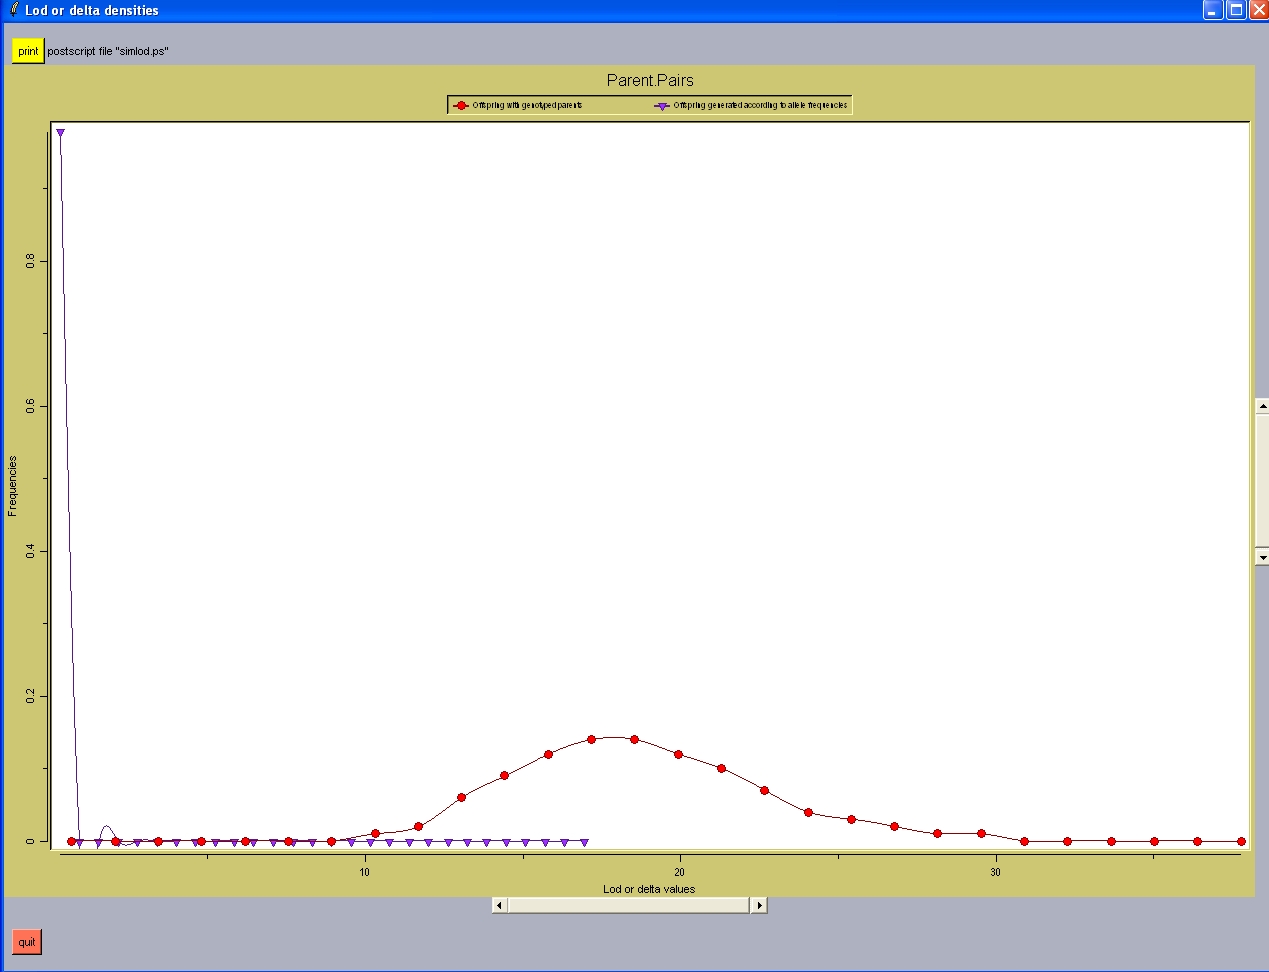 Lod or delta densities
print postscript file "simlod.ps"
Parent.Pairs
Offspring with genotyped parents Offspring generated according to allele frequencies
0.8
0.6
0.4
0.2
0
Frequencies
10 20 30
Lod or delta values
quit